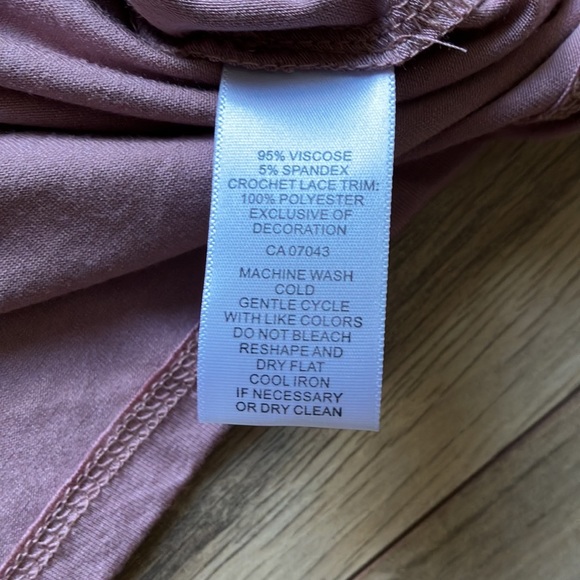 95% VISCOSE
5% SPANDEX
CROCHET LACE TRIM:
100% POLYESTER
EXCLUSIVE OF
DECORATION
CA 07043
MACHINE WASH
COLD
GENTLE CYCLE
WITH LIKE COLORS
DO NOT BLEACH
RESHAPE AND
DRY FLAT
COOL IRON
IF NECESSARY
OR DRY CLEAN